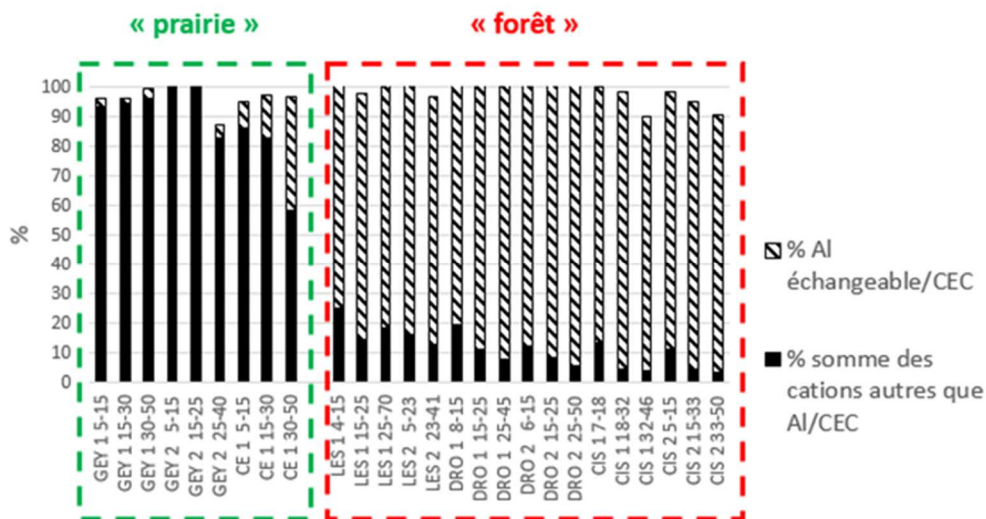 « prairie »
« forêt »
100
90
80
70
60
50
40
30
20
10
0
%
GEY 1 5-15
GEY 1 15-30
GEY 1 30-50
GEY 2 5-15
GEY 2 15-25
GEY 2 25-40
CE 1 5-15
CE 1 15-30
CE 1 30-50
LES 1 4-15
LES 1 15-25
LES 1 25-70
LES 2 5-23
LES 2 23-41
DRO 1 8-15
DRO 1 15-25
DRO 1 25-45
DRO 2 6-15
DRO 2 15-25
DRO 2 25-50
CIS 1 7-18
CIS 1 18-32
CIS 1 32-46
CIS 2 5-15
CIS 2 15-33
CIS 2 33-50
% Al
échangeable/CEC
% somme des
cations autres que
Al/CEC